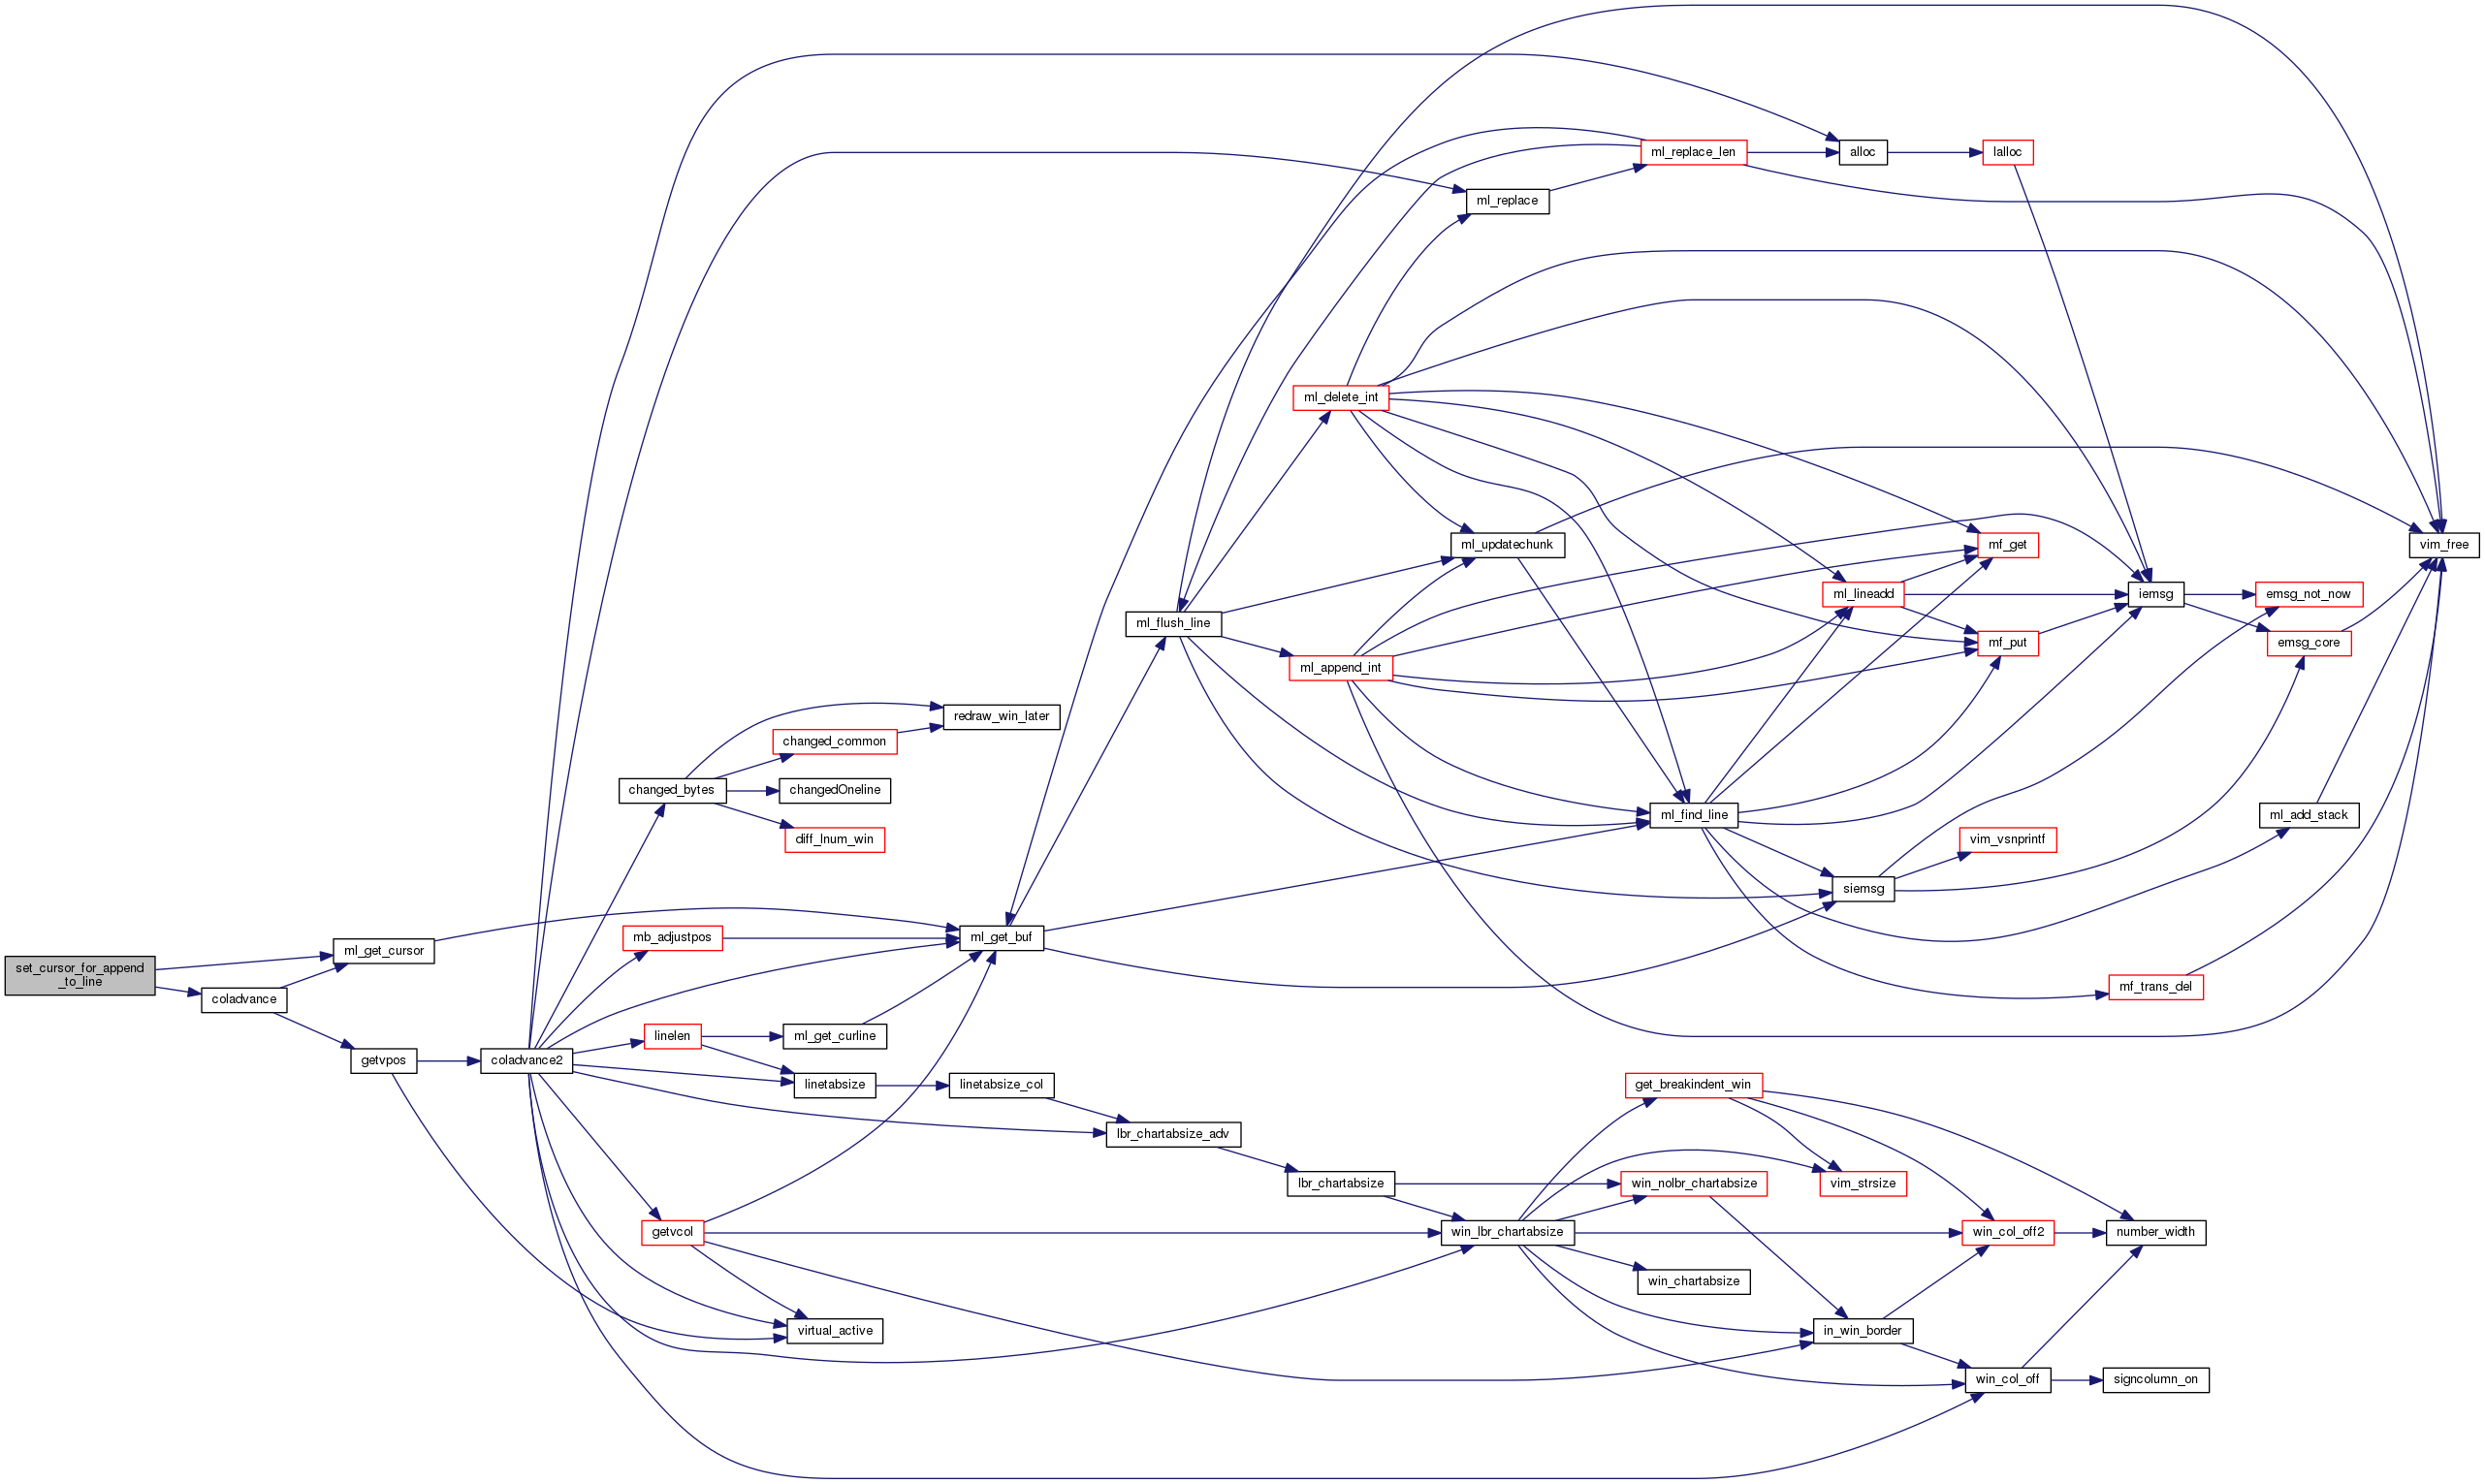 set_cursor_for_append
_to_line
ml_get_cursor
coladvance
getvpos
coladvance2
changed_bytes
mb_adjustpos
linelen
getvcol
redraw_win_later
changed_common
changedOneline
diff_lnum_win
ml_get_curline
linetabsize
virtual_active
ml_get_buf
linetabsize_col
lbr_chartabsize_adv
ml_flush_line
lbr_chartabsize
ml_delete_int
ml_append_int
ml_replace
ml_updatechunk
win_lbr_chartabsize
ml_replace_len
ml_find_line
get_breakindent_win
win_nolbr_chartabsize
win_chartabsize
alloc
ml_lineadd
siemsg
vim_strsize
in_win_border
lalloc
mf_get
mf_put
vim_vsnprintf
win_col_off2
win_col_off
iemsg
mf_trans_del
number_width
signcolumn_on
emsg_not_now
emsg_core
ml_add_stack
vim_free